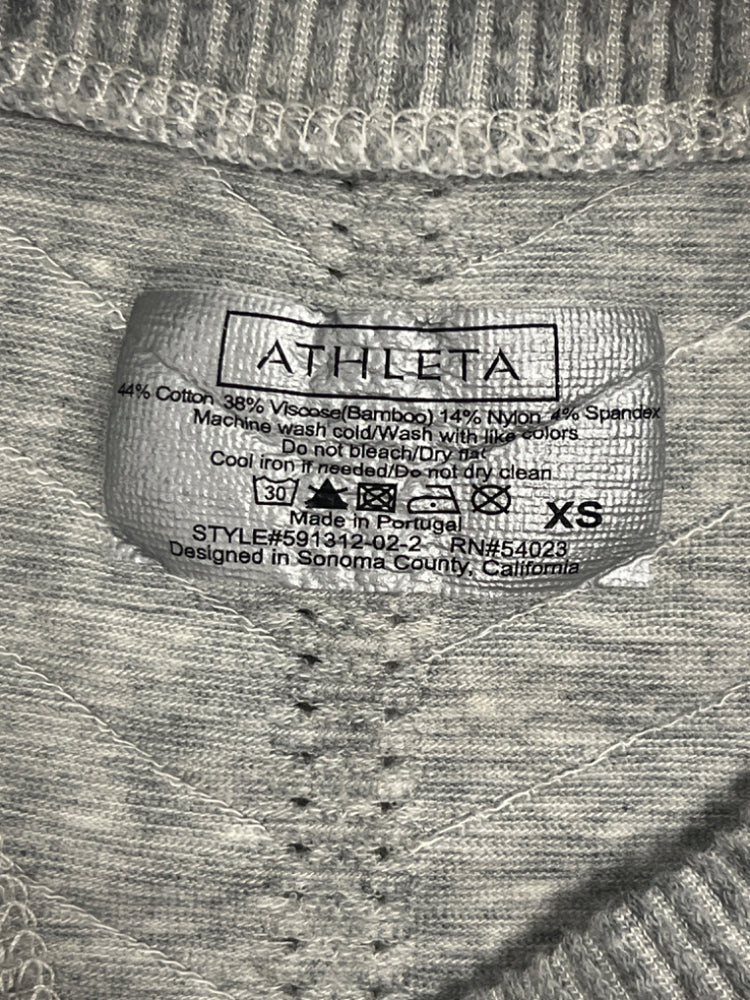 ATHLETA
44% Cotton 38% Viscose(Bamboo) 14% Nylon 4% Spandex
Machine wash cold/Wash with like colors
Do not bleach/Dry flat
Cool iron if needed/Do not dry clean
30
XS
Made in Portugal
STYLE#591312-02-2 RN#54023
Designed in Sonoma County, California